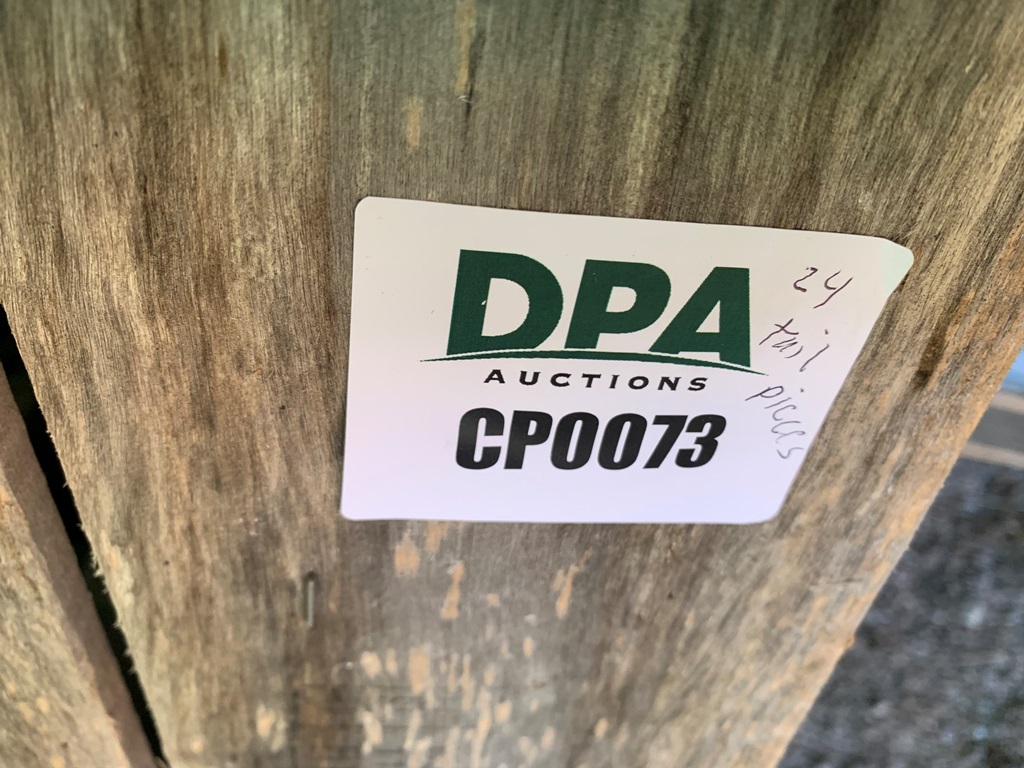 DPA
AUCTIONS
CP0073
24
tail
pieces